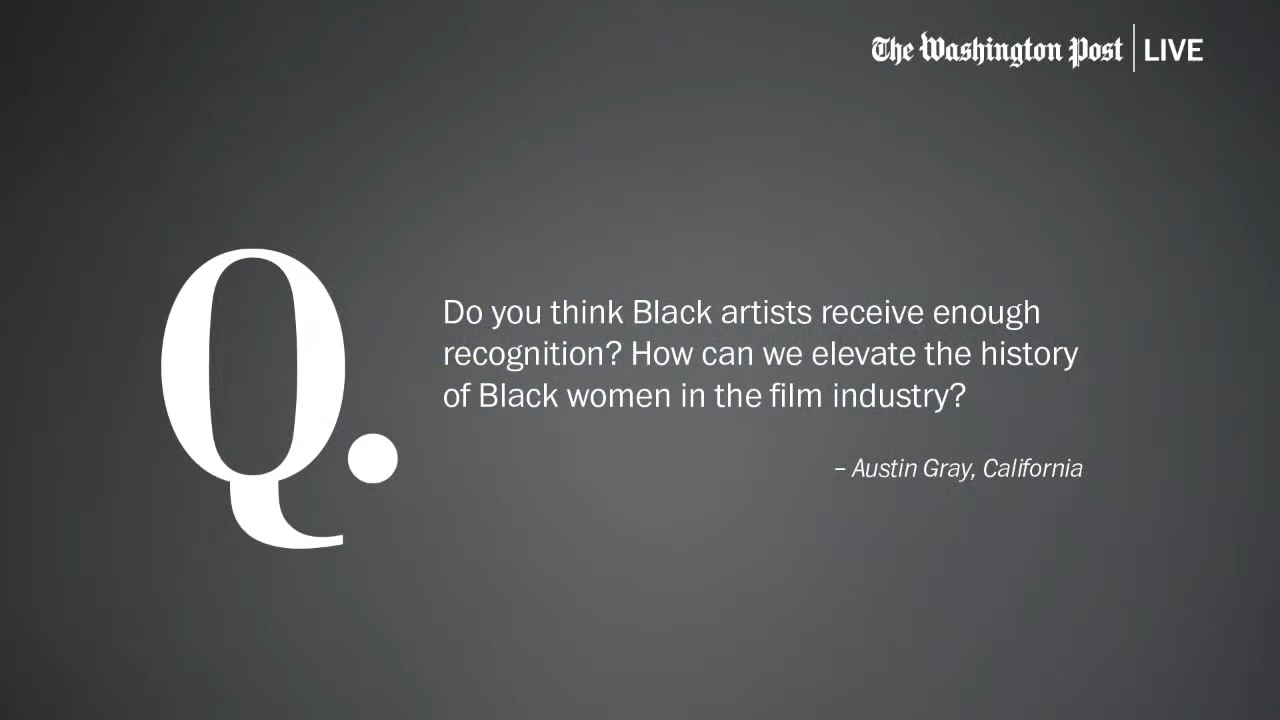 The Washington Post | LIVE
Q.
Do you think Black artists receive enough
recognition? How can we elevate the history
of Black women in the film industry?
– Austin Gray, California